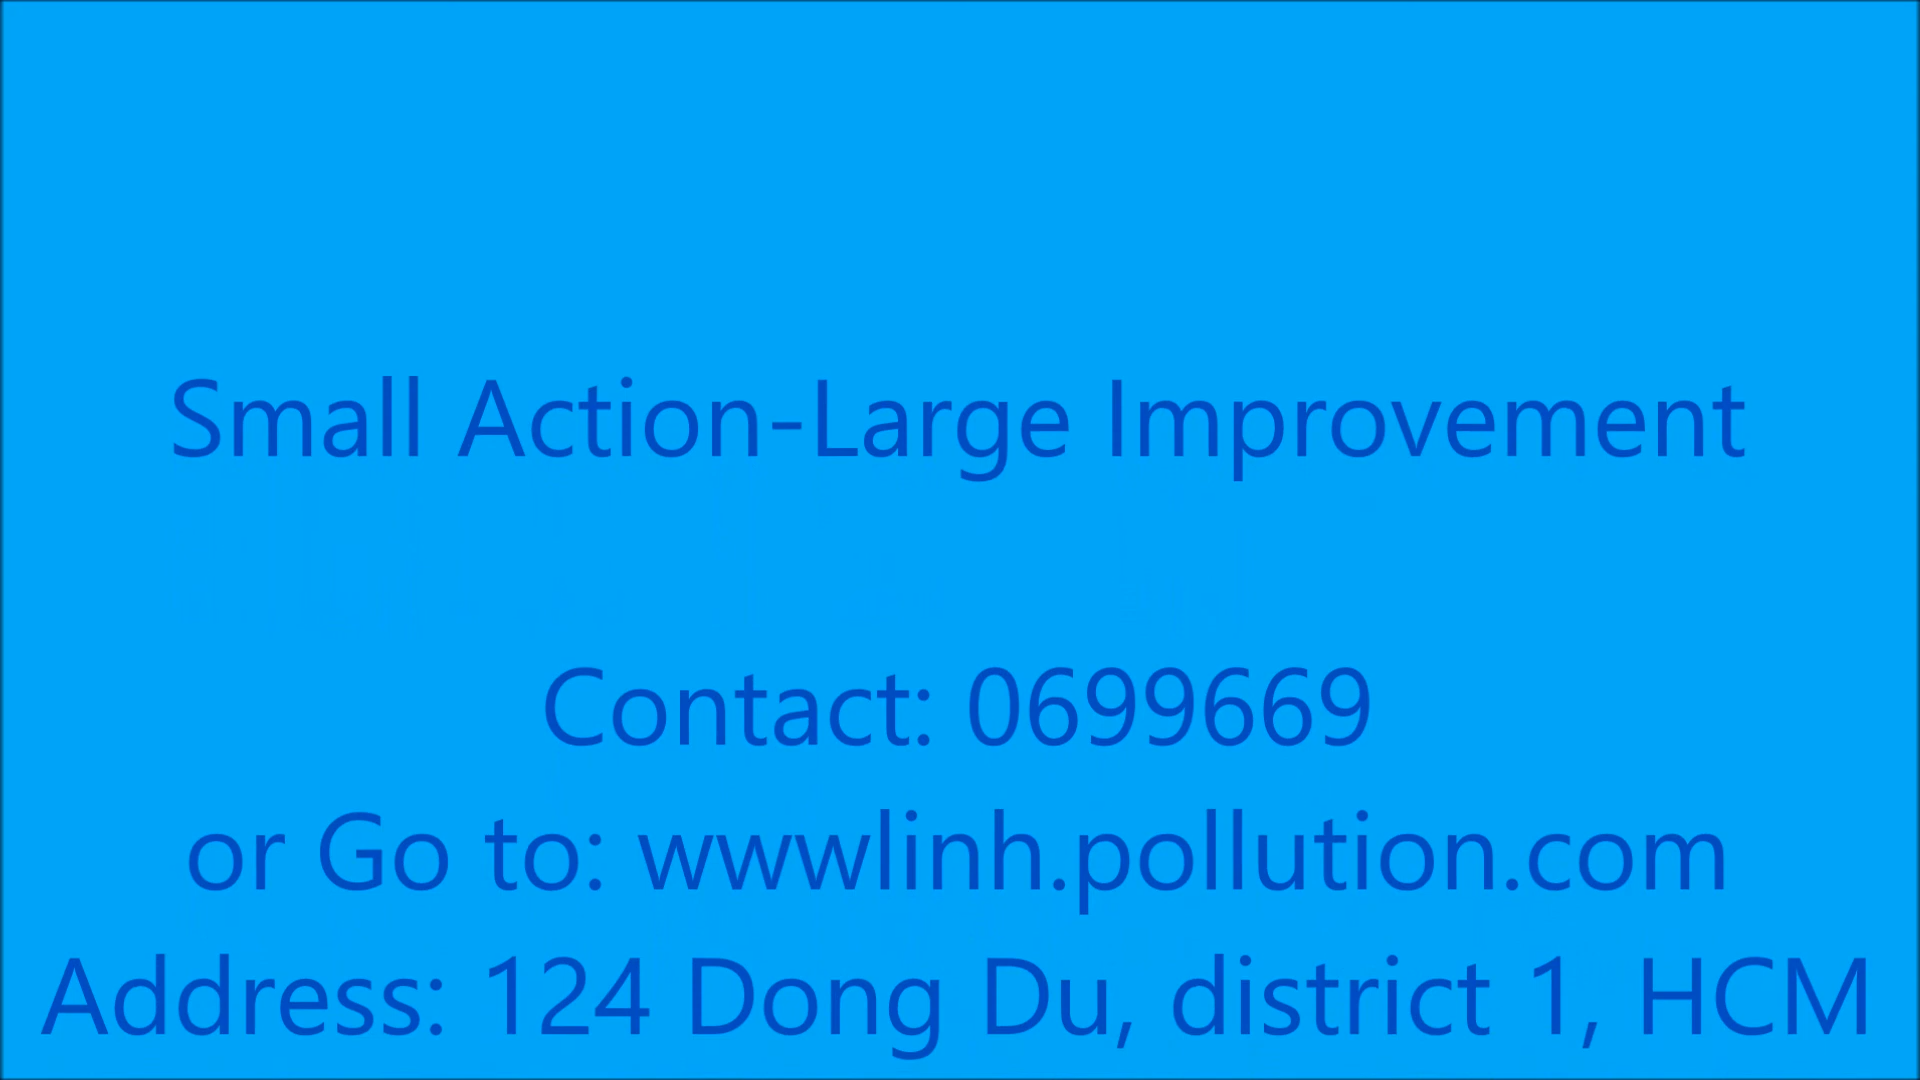 Small Action-Large Improvement
Contact: 0699669
or Go to: wwwlinh.pollution.com
Address: 124 Dong Du, district 1, HCM